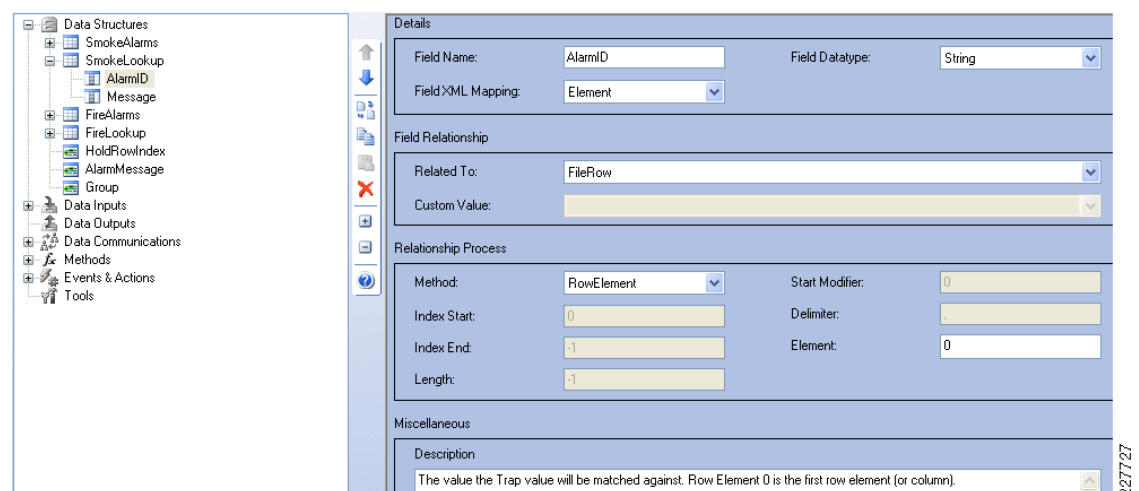 Data Structures
SmokeAlarms
SmokeLookup
AlarmID
Message
FireAlarms
FireLookup
HoldRowIndex
AlarmMessage
Group
Data Inputs
Data Outputs
Data Communications
Methods
Events & Actions
Tools
Details
Field Name: AlarmID Field Datatype: String
Field XML Mapping: Element
Field Relationship
Related To: FileRow
Custom Value:
Relationship Process
Method: RowElement Start Modifier: 0
Index Start: 0 Delimiter: ,
Index End: -1 Element: 0
Length: -1
Miscellaneous
Description
The value the Trap value will be matched against. Row Element 0 is the first row element (or column).
227727